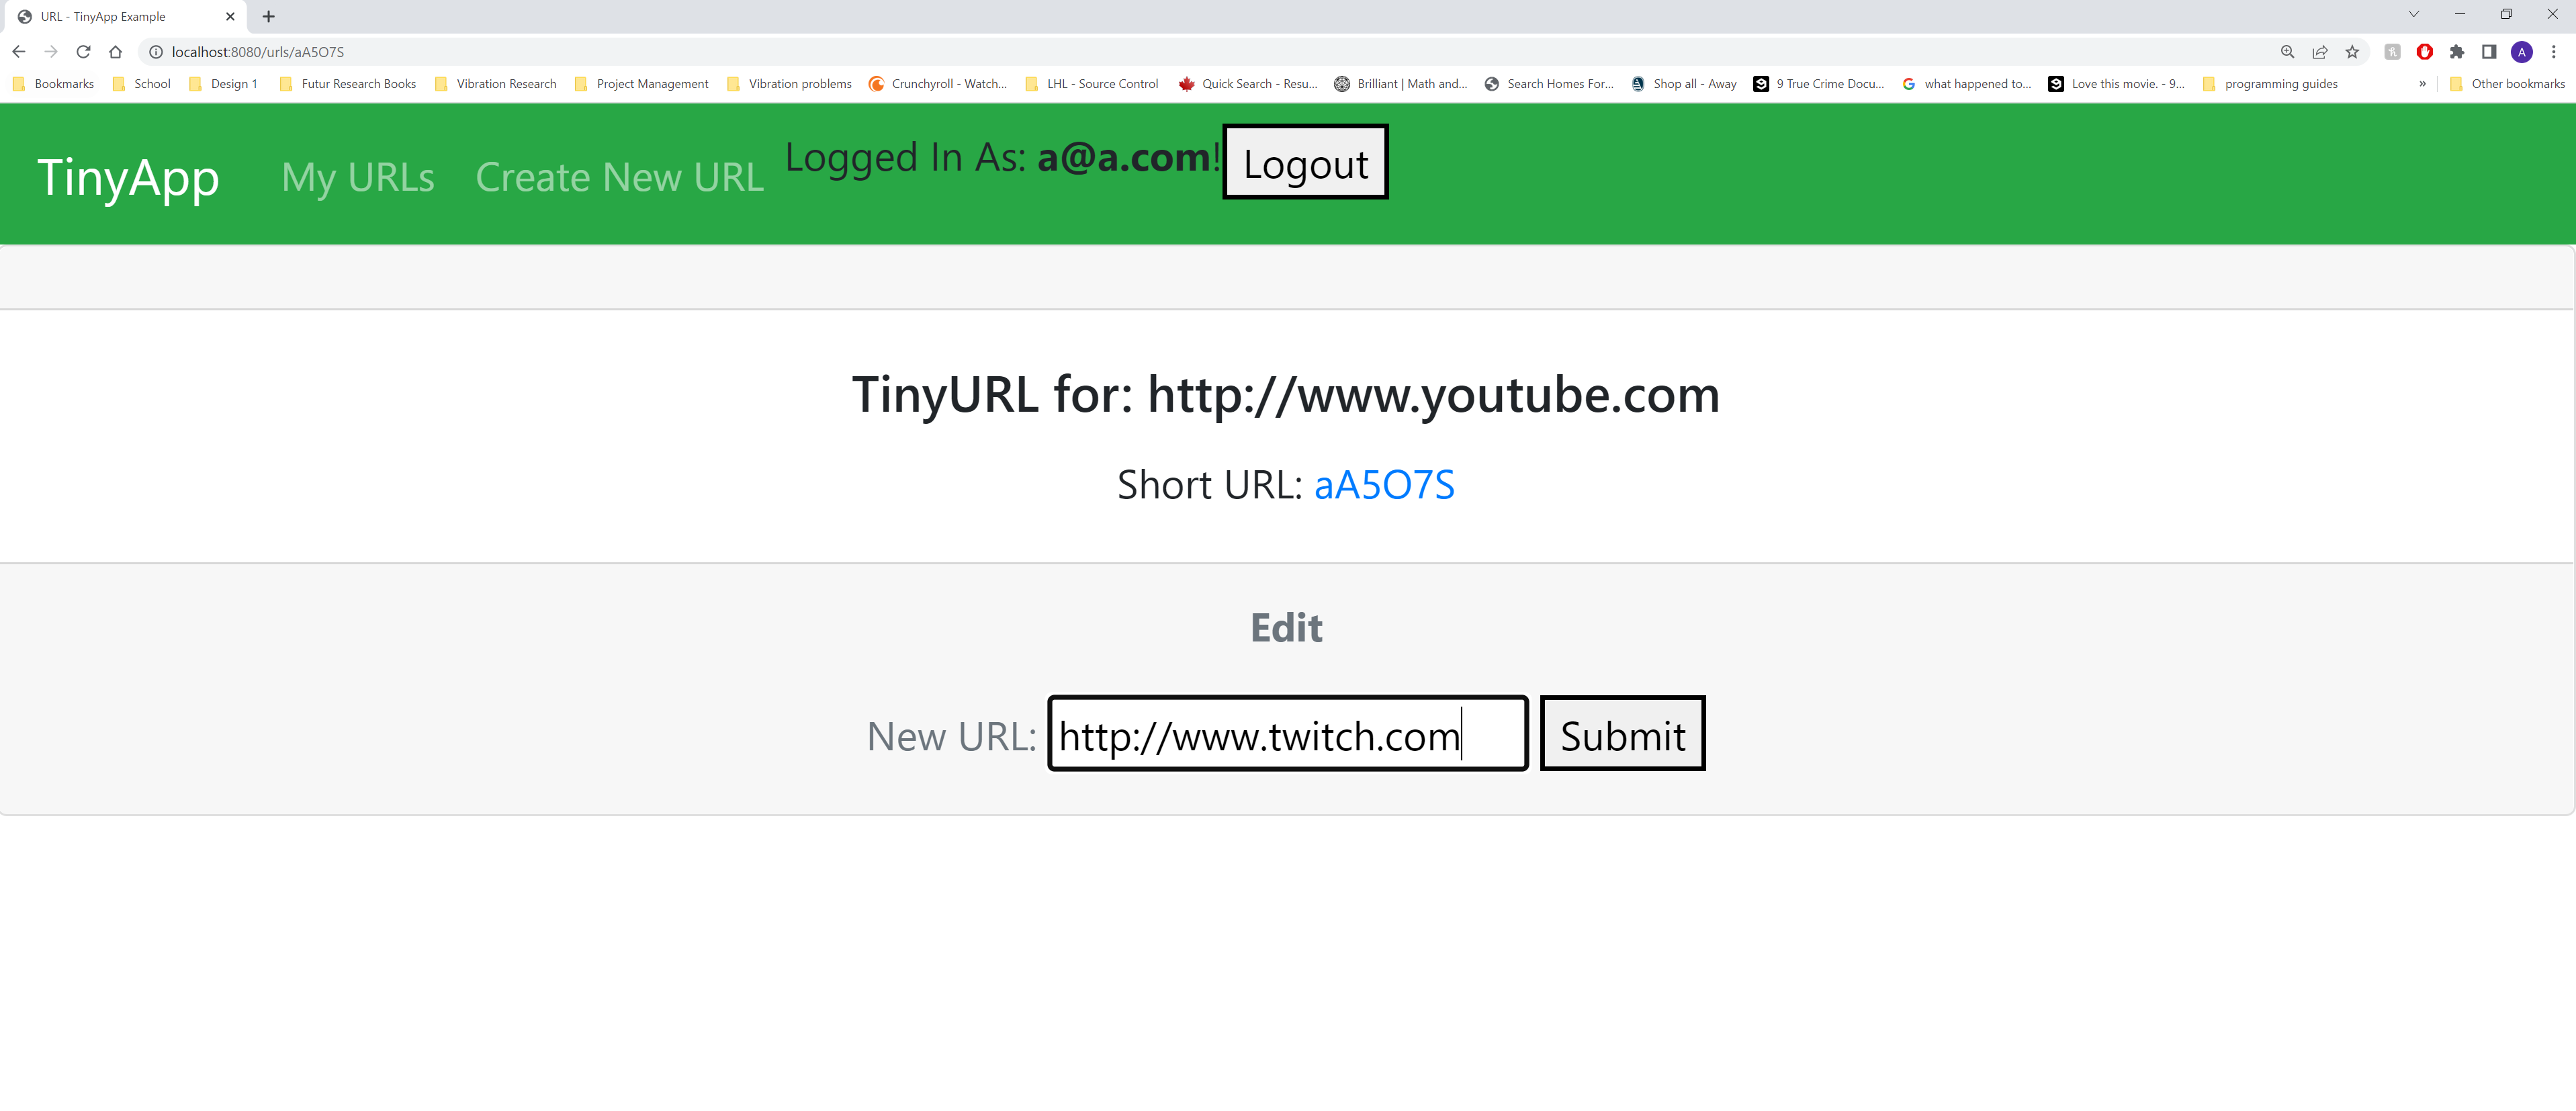 URL - TinyApp Example
localhost:8080/urls/aA5O7S
A
Bookmarks School Design 1 Futur Research Books Vibration Research Project Management Vibration problems Crunchyroll - Watch... LHL - Source Control Quick Search - Resu... Brilliant | Math and... Search Homes For... Shop all - Away 9 True Crime Docu... what happened to... Love this movie. - 9... programming guides » Other bookmarks
TinyApp My URLs Create New URL Logged In As: a@a.com! Logout
TinyURL for: http://www.youtube.com
Short URL: aA5O7S
Edit
New URL: http://www.twitch.com Submit